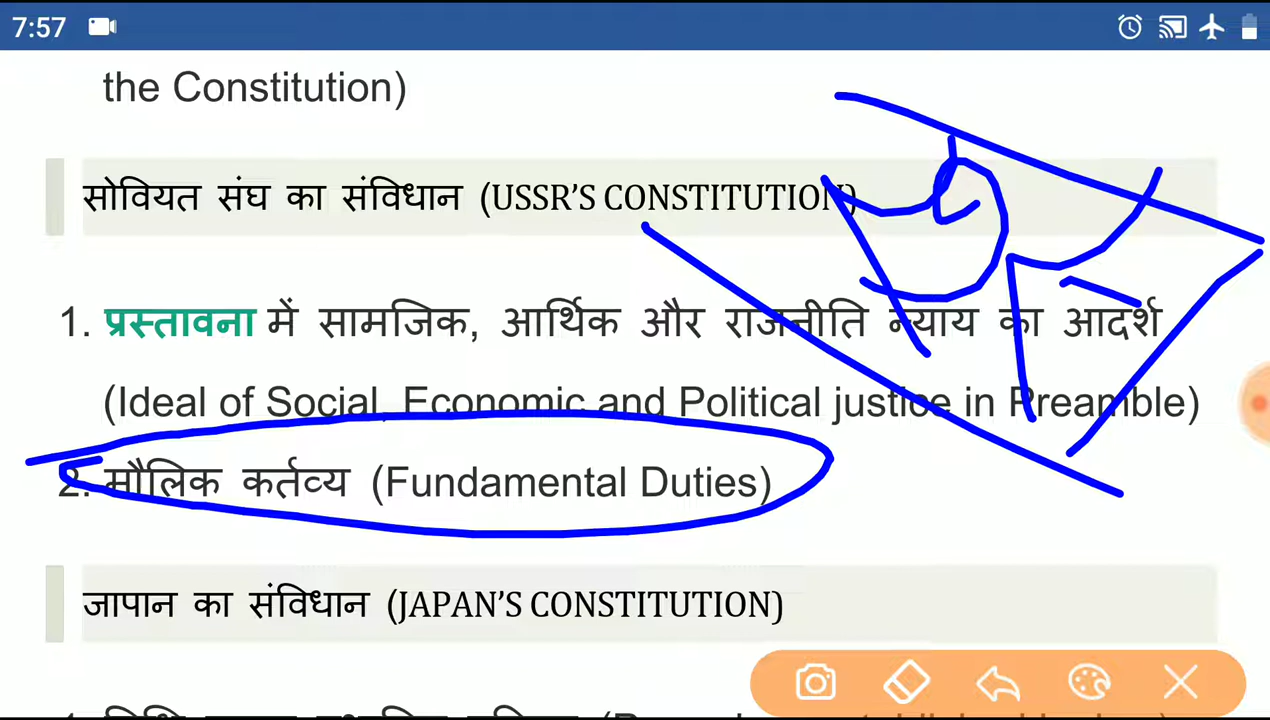 7:57
the Constitution)
सोवियत संघ का संविधान (USSR'S CONSTITUTION)
1. प्रस्तावना में सामजिक, आर्थिक और राजनीति न्याय का आदर्श
(Ideal of Social, Economic and Political justice in Preamble)
2. मौलिक कर्तव्य (Fundamental Duties)
जापान का संविधान (JAPAN'S CONSTITUTION)